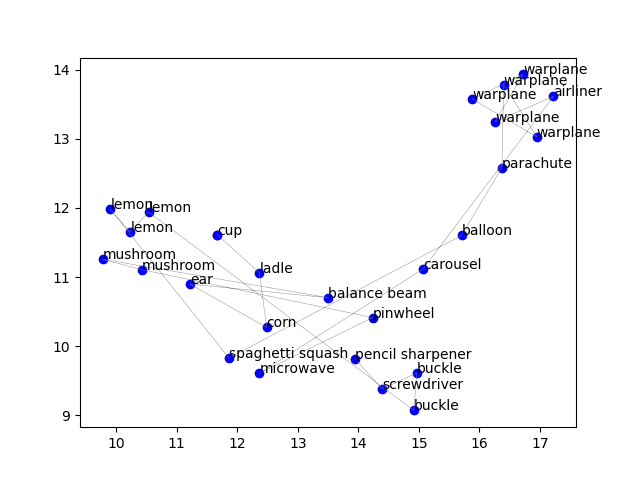 14
warplane
warplane
airliner
warplane
warplane
13
warplane
parachute
12
lemon
lemon
lemon
cup
balloon
mushroom
mushroom
ladle
carousel
11
ear
balance beam
corn
pinwheel
10
spaghetti squash
pencil sharpener
microwave
buckle
screwdriver
buckle
9
10 11 12 13 14 15 16 17